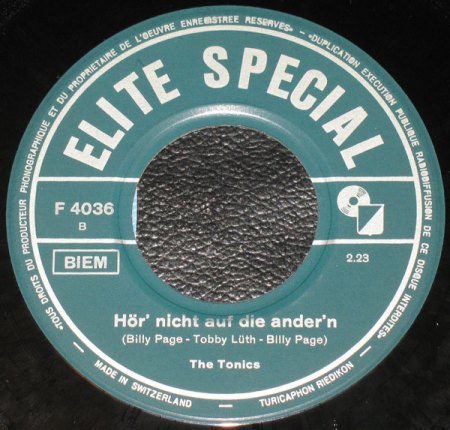 «TOUS DROITS DU PRODUCTEUR PHONOGRAPHIQUE ET DU PROPRIETAIRE DE L'OEUVRE ENREGISTREE RESERVES» – «DUPLICATION EXECUTION PUBLIQUE RADIODIFFUSION DE CE DISQUE INTERDITES»
ELITE SPECIAL
F 4036
B
BIEM
2.23
Hör' nicht auf die ander'n
(Billy Page - Tobby Lüth - Billy Page)
The Tonics
MADE IN SWITZERLAND — TURICAPHON RIEDIKON